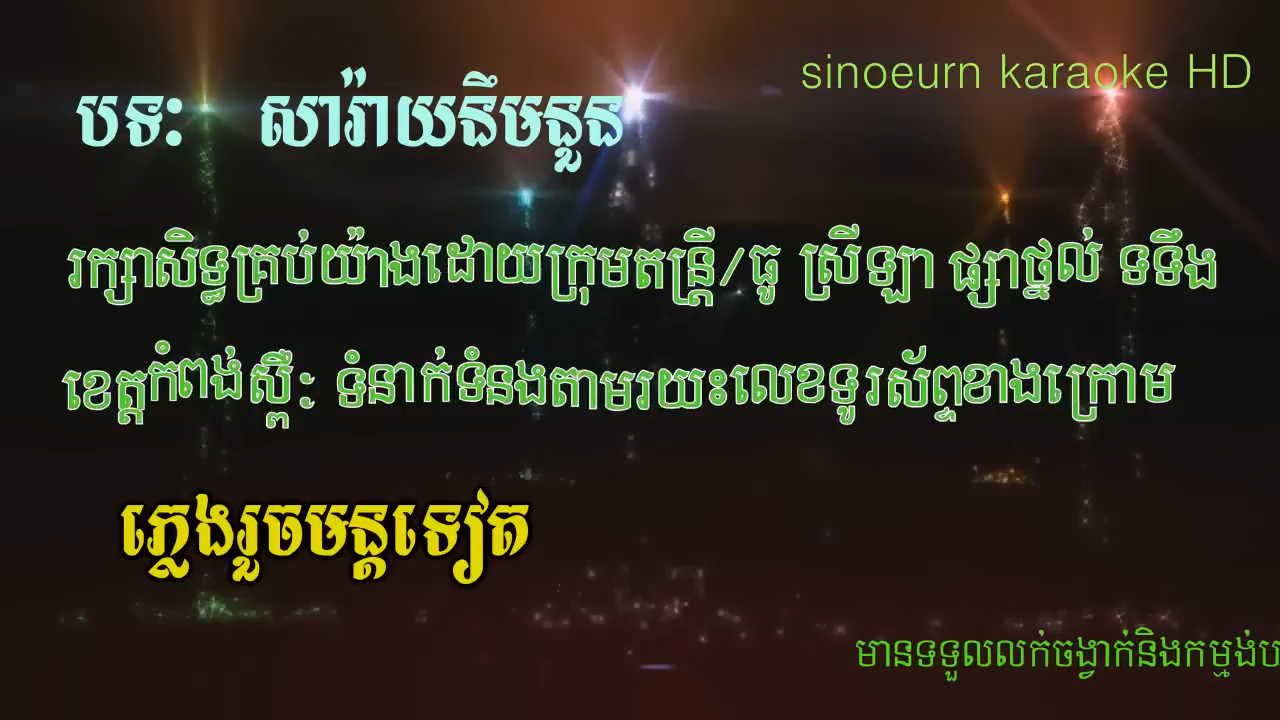 sinoeurn karaoke HD
បទៈ សារ៉ាយនឹមនួន
រក្សាសិទ្ធគ្រប់យ៉ាងដោយក្រុមតន្ត្រី/ធូ ស្រីឡា ផ្សាថ្នល់ ទទឹង
ខេត្តកំពង់ស្ពឺៈ ទំនាក់ទំនងតាមរយះលេខទូរស័ព្ទខាងក្រោម
ភ្លេងរួចមន្តទៀត
មានទទួលលក់ចង្វាក់និងកម្មង់ប